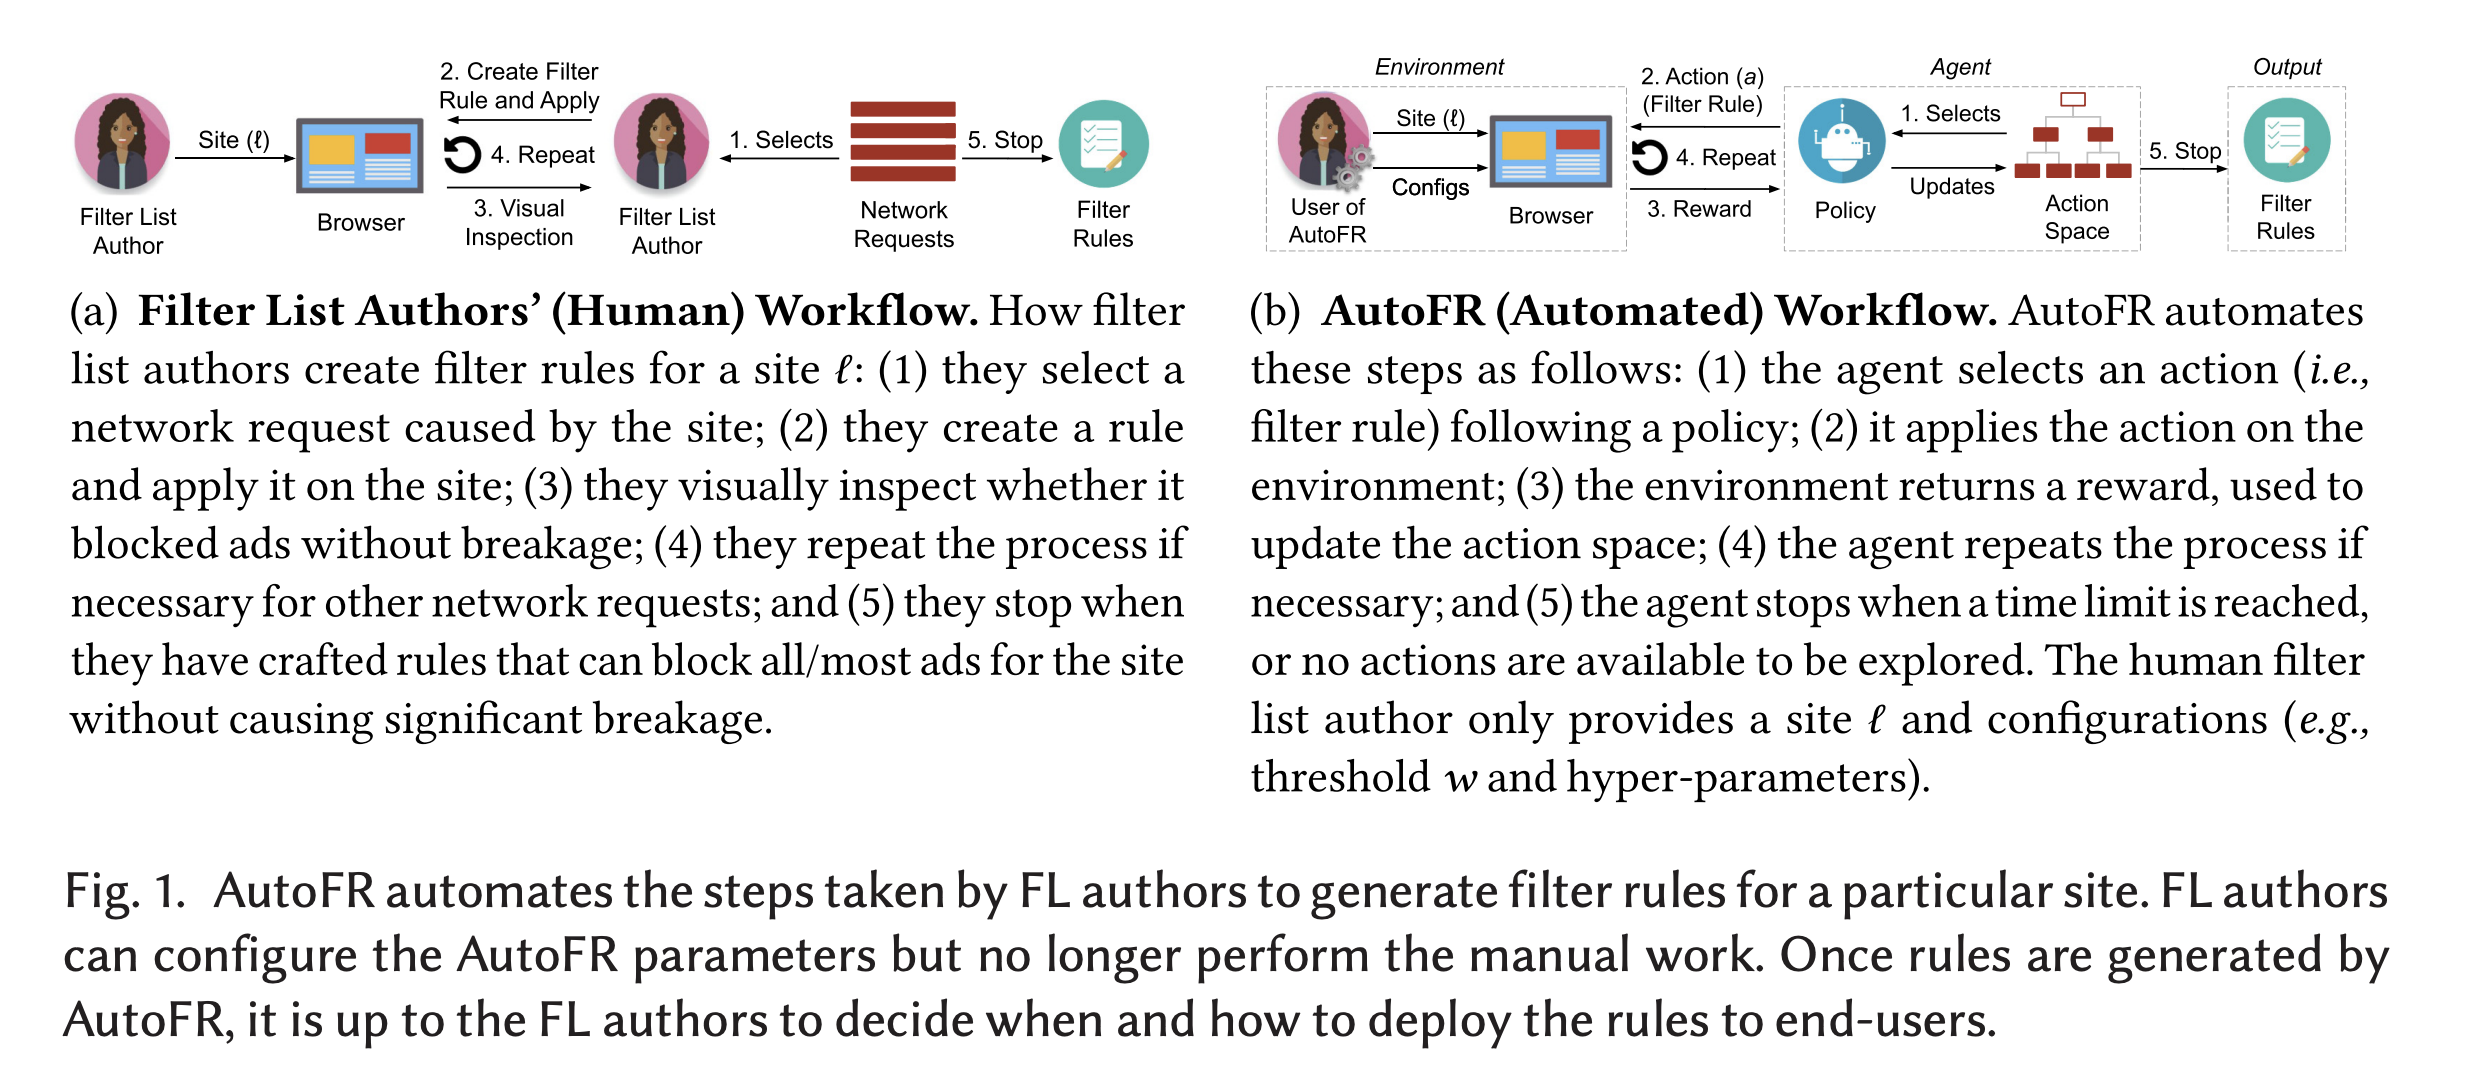 2. Create Filter
Rule and Apply
Site (ℓ)
4. Repeat
1. Selects
5. Stop
3. Visual
Inspection
Filter List
Author
Browser
Filter List
Author
Network
Requests
Filter
Rules
Environment
Agent
Output
2. Action (a)
(Filter Rule)
Site (ℓ)
Configs
4. Repeat
3. Reward
1. Selects
Updates
5. Stop
User of
AutoFR
Browser
Policy
Action
Space
Filter
Rules
(a) Filter List Authors’ (Human) Workflow. How filter
list authors create filter rules for a site ℓ: (1) they select a
network request caused by the site; (2) they create a rule
and apply it on the site; (3) they visually inspect whether it
blocked ads without breakage; (4) they repeat the process if
necessary for other network requests; and (5) they stop when
they have crafted rules that can block all/most ads for the site
without causing significant breakage.
(b) AutoFR (Automated) Workflow. AutoFR automates
these steps as follows: (1) the agent selects an action (i.e.,
filter rule) following a policy; (2) it applies the action on the
environment; (3) the environment returns a reward, used to
update the action space; (4) the agent repeats the process if
necessary; and (5) the agent stops when a time limit is reached,
or no actions are available to be explored. The human filter
list author only provides a site ℓ and configurations (e.g.,
threshold w and hyper-parameters).
Fig. 1. AutoFR automates the steps taken by FL authors to generate filter rules for a particular site. FL authors
can configure the AutoFR parameters but no longer perform the manual work. Once rules are generated by
AutoFR, it is up to the FL authors to decide when and how to deploy the rules to end-users.